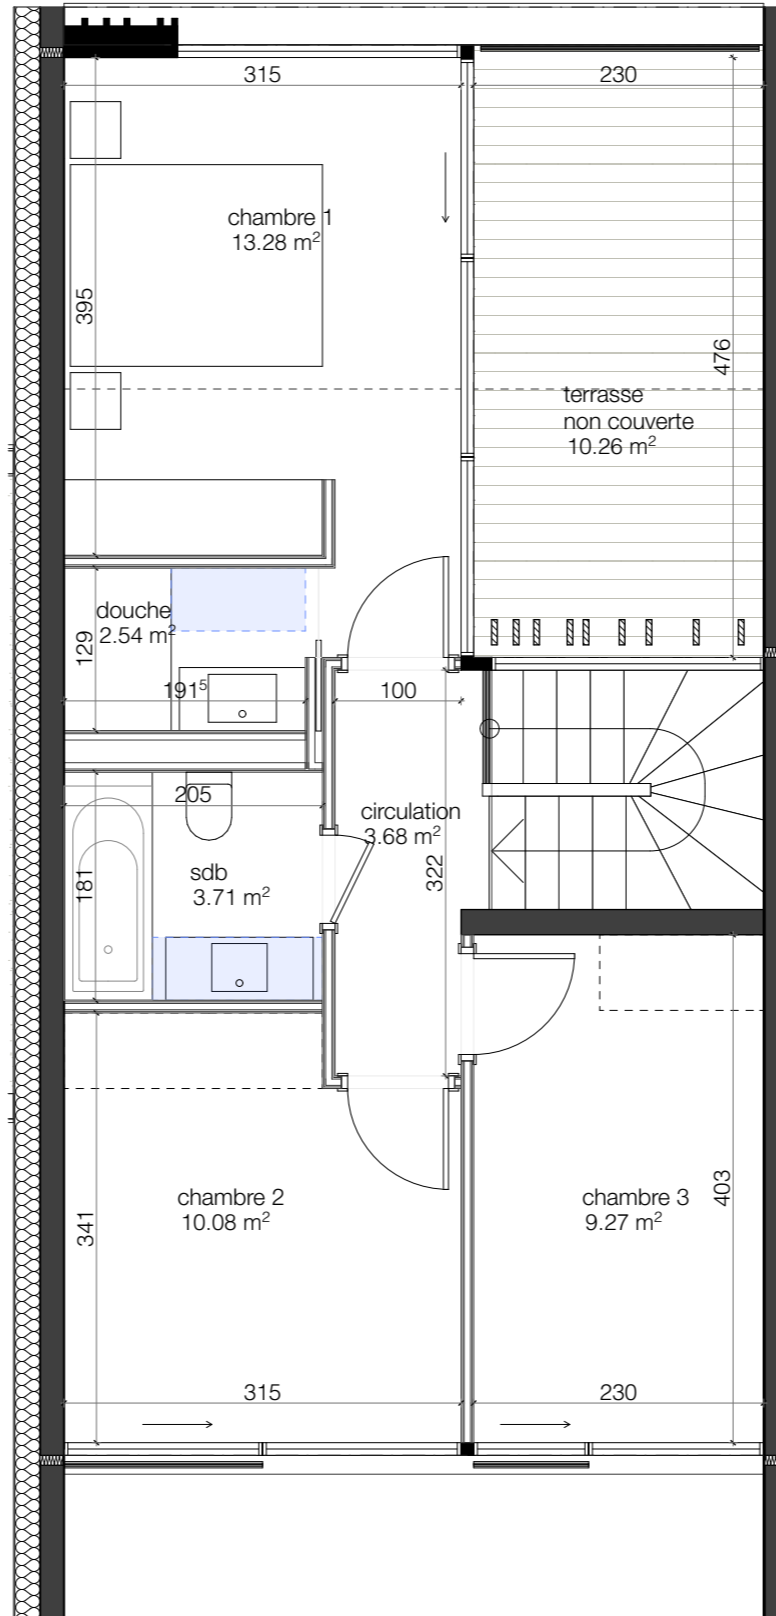 315
230
chambre 1
13.28 m²
395
476
terrasse
non couverte
10.26 m²
douche
2.54 m²
129
191⁵
100
205
circulation
3.68 m²
322
sdb
3.71 m²
181
chambre 2
10.08 m²
341
chambre 3
9.27 m²
403
315
230